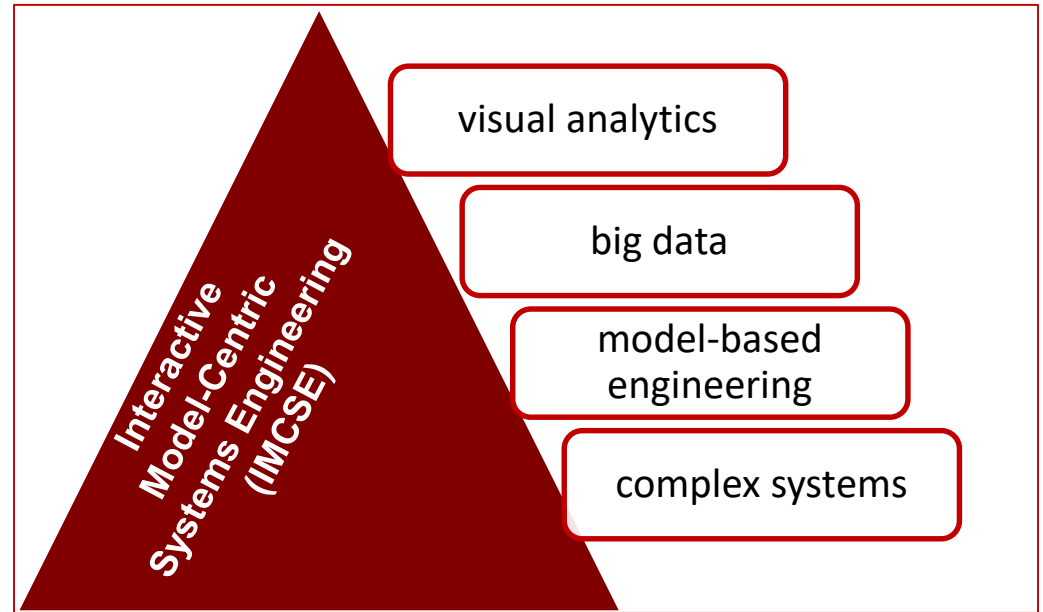 Interactive
Model-Centric
Systems Engineering
(IMCSE)
visual analytics
big data
model-based
engineering
complex systems